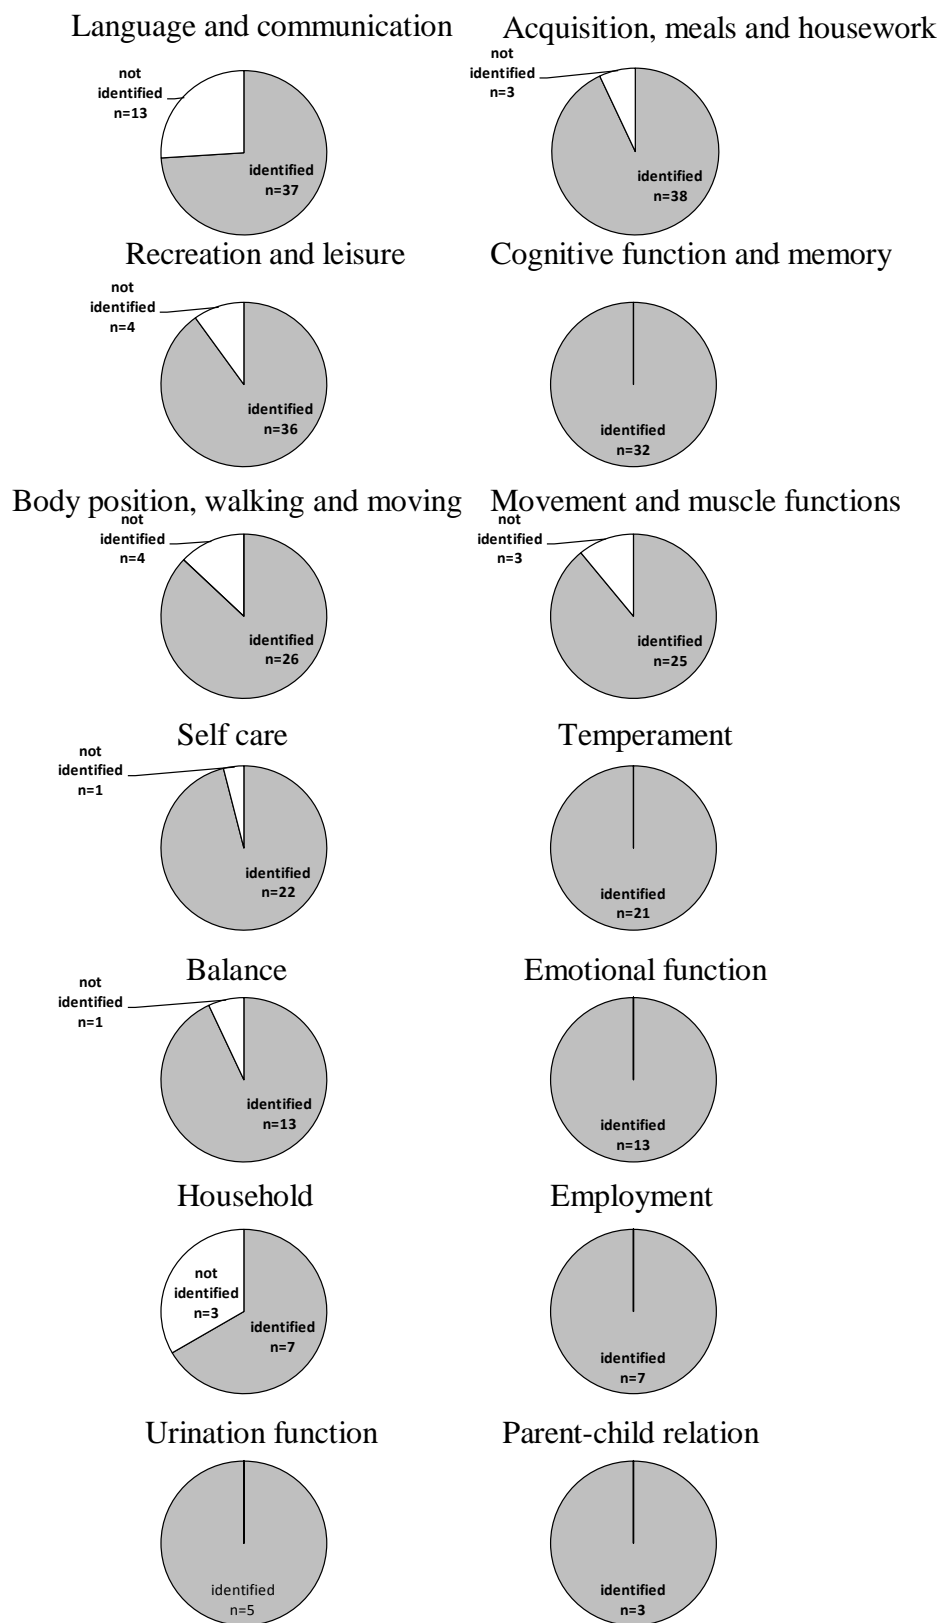 Language and communication
not
identified
n=13
identified
n=37
Acquisition, meals and housework
not
identified
n=3
identified
n=38
Recreation and leisure
not
identified
n=4
identified
n=36
Cognitive function and memory
identified
n=32
Body position, walking and moving
not
identified
n=4
identified
n=26
Movement and muscle functions
not
identified
n=3
identified
n=25
Self care
not
identified
n=1
identified
n=22
Temperament
identified
n=21
Balance
not
identified
n=1
identified
n=13
Emotional function
identified
n=13
Household
not
identified
n=3
identified
n=7
Employment
identified
n=7
Urination function
identified
n=5
Parent-child relation
identified
n=3